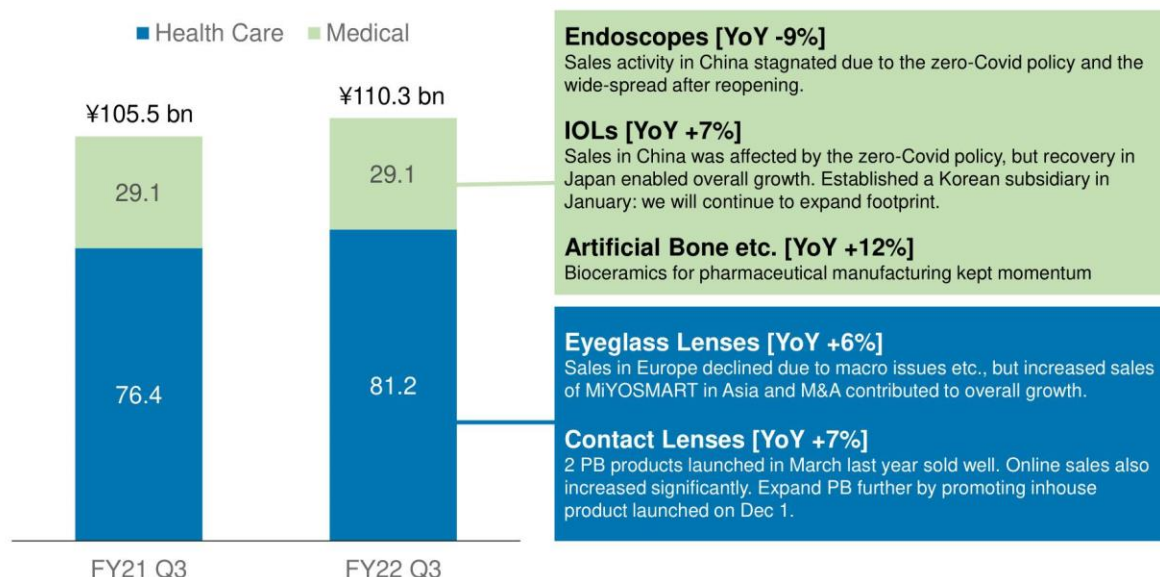 Health Care
Medical
¥105.5 bn
¥110.3 bn
29.1
29.1
76.4
81.2
FY21 Q3
FY22 Q3
Endoscopes [YoY -9%]
Sales activity in China stagnated due to the zero-Covid policy and the
wide-spread after reopening.
IOLs [YoY +7%]
Sales in China was affected by the zero-Covid policy, but recovery in
Japan enabled overall growth. Established a Korean subsidiary in
January: we will continue to expand footprint.
Artificial Bone etc. [YoY +12%]
Bioceramics for pharmaceutical manufacturing kept momentum
Eyeglass Lenses [YoY +6%]
Sales in Europe declined due to macro issues etc., but increased sales
of MiYOSMART in Asia and M&A contributed to overall growth.
Contact Lenses [YoY +7%]
2 PB products launched in March last year sold well. Online sales also
increased significantly. Expand PB further by promoting inhouse
product launched on Dec 1.